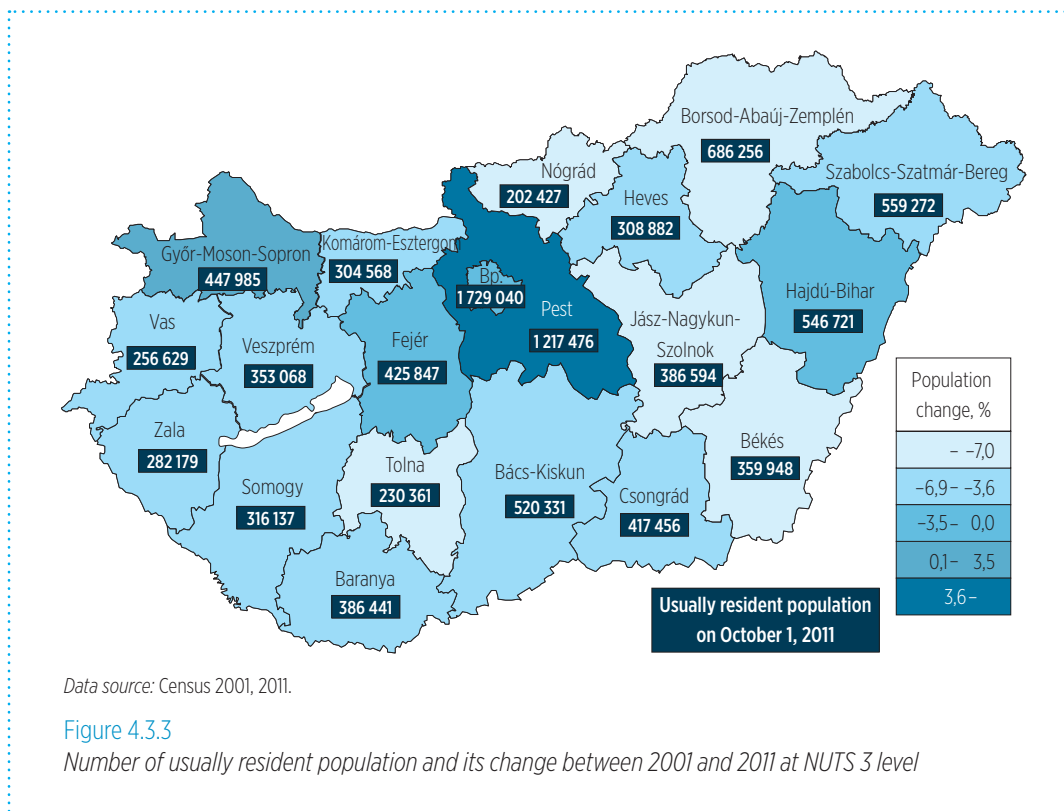 Borsod-Abaúj-Zemplén
686 256
Nógrád
202 427
Heves
308 882
Szabolcs-Szatmár-Bereg
559 272
Győr-Moson-Sopron
447 985
Komárom-Esztergom
304 568
Bp.
1 729 040
Pest
1 217 476
Hajdú-Bihar
546 721
Vas
256 629
Veszprém
353 068
Fejér
425 847
Jász-Nagykun-
Szolnok
386 594
Zala
282 179
Somogy
316 137
Tolna
230 361
Bács-Kiskun
520 331
Csongrád
417 456
Békés
359 948
Baranya
386 441
Population
change, %
– –7,0
–6,9 – –3,6
–3,5 – 0,0
0,1 – 3,5
3,6 –
Usually resident population
on October 1, 2011
Data source: Census 2001, 2011.
Figure 4.3.3
Number of usually resident population and its change between 2001 and 2011 at NUTS 3 level